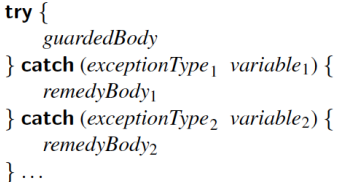 try {
guardedBody
} catch (exceptionType₁ variable₁) {
remedyBody₁
} catch (exceptionType₂ variable₂) {
remedyBody₂
} ...